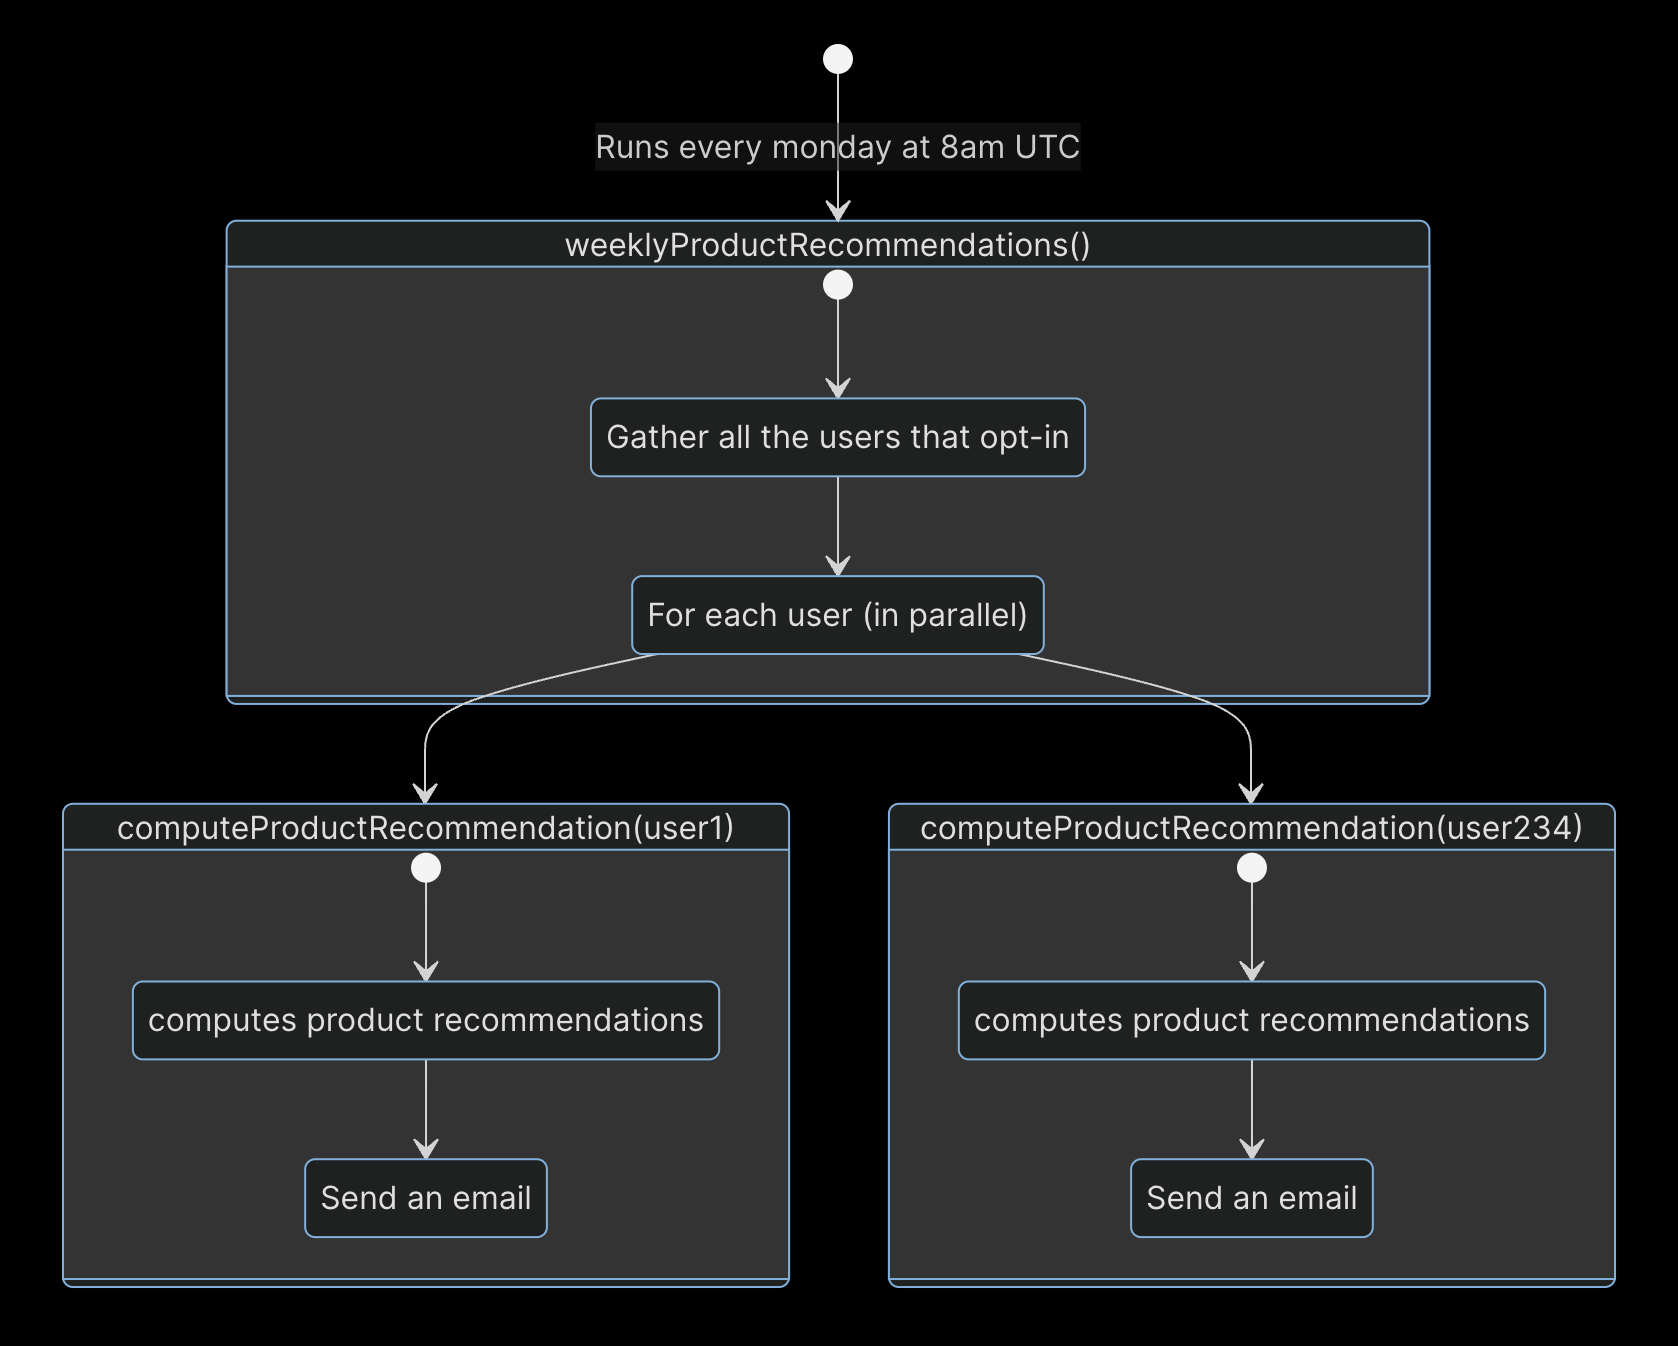 Runs every monday at 8am UTC
weeklyProductRecommendations()
Gather all the users that opt-in
For each user (in parallel)
computeProductRecommendation(user1)
computes product recommendations
Send an email
computeProductRecommendation(user234)
computes product recommendations
Send an email